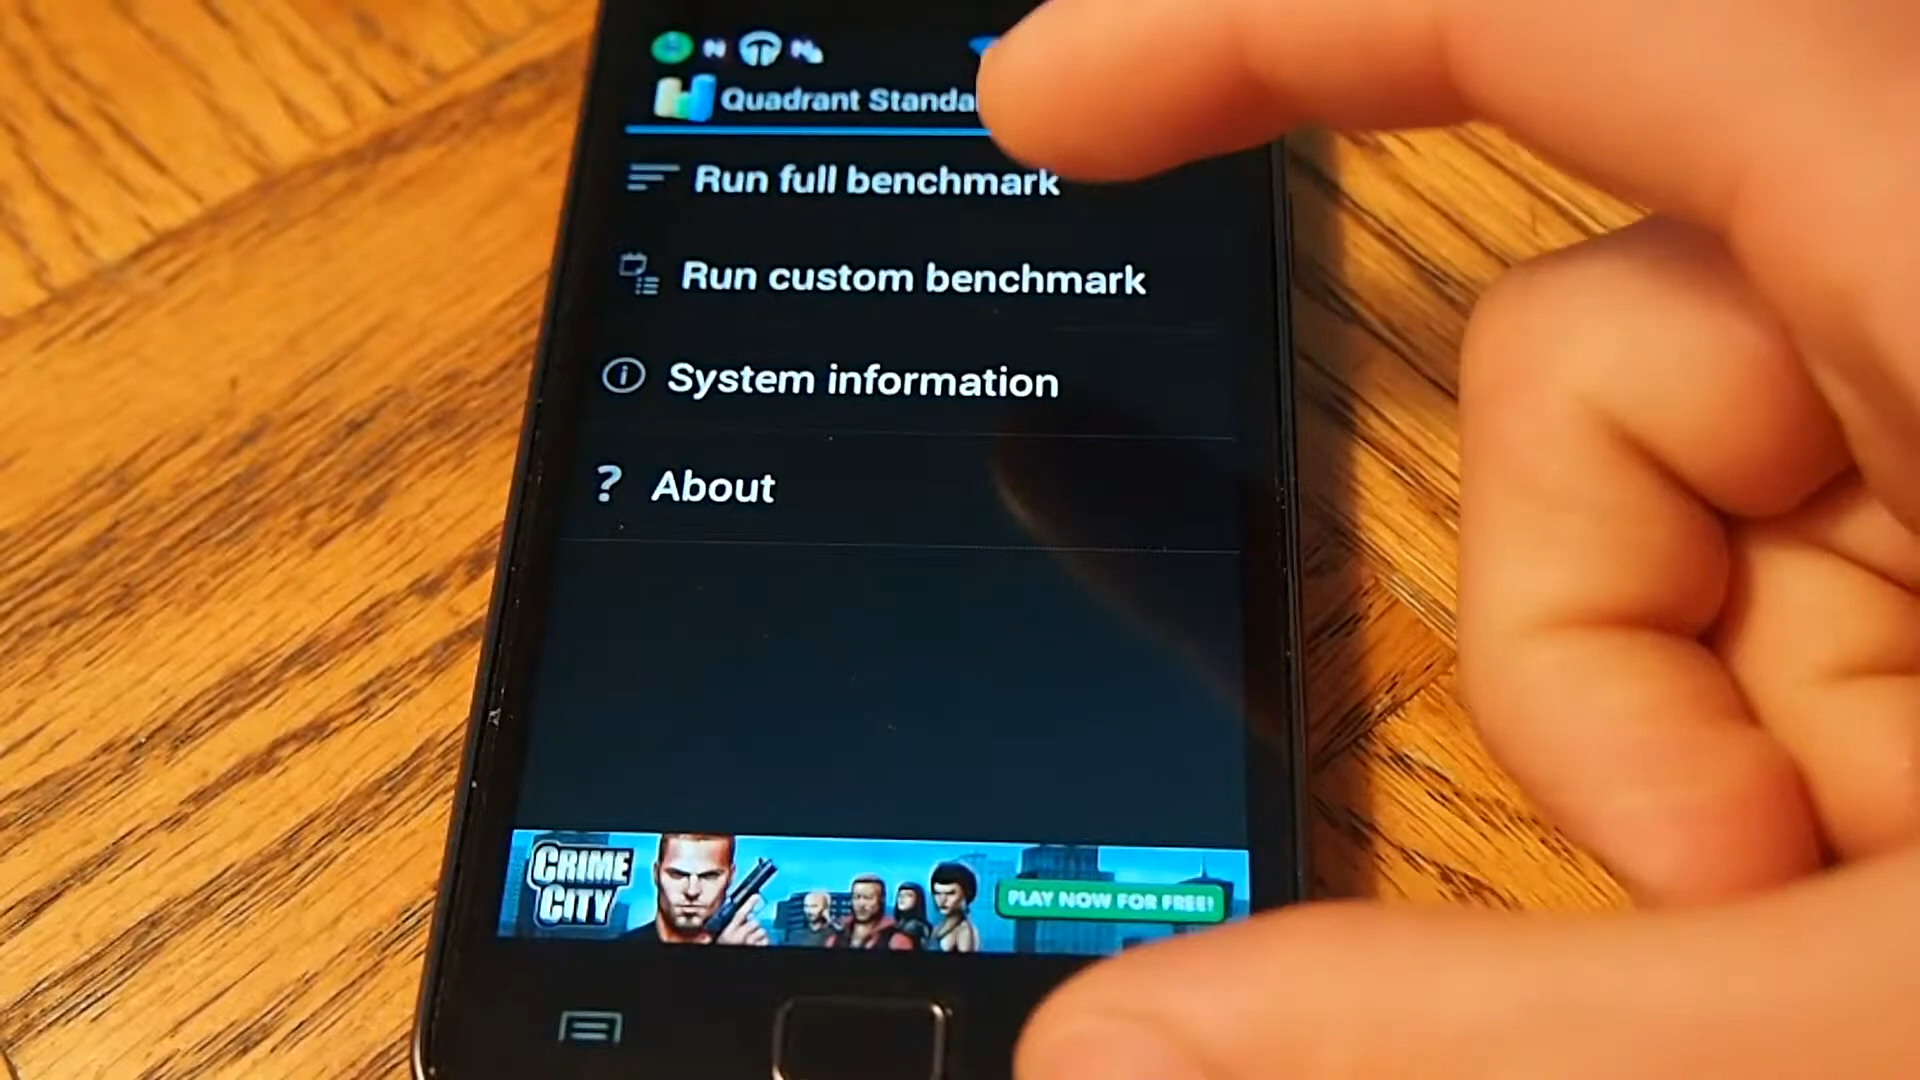 Quadrant Standa
Run full benchmark
Run custom benchmark
System information
? About
CRIME
CITY
PLAY NOW FOR FREE!